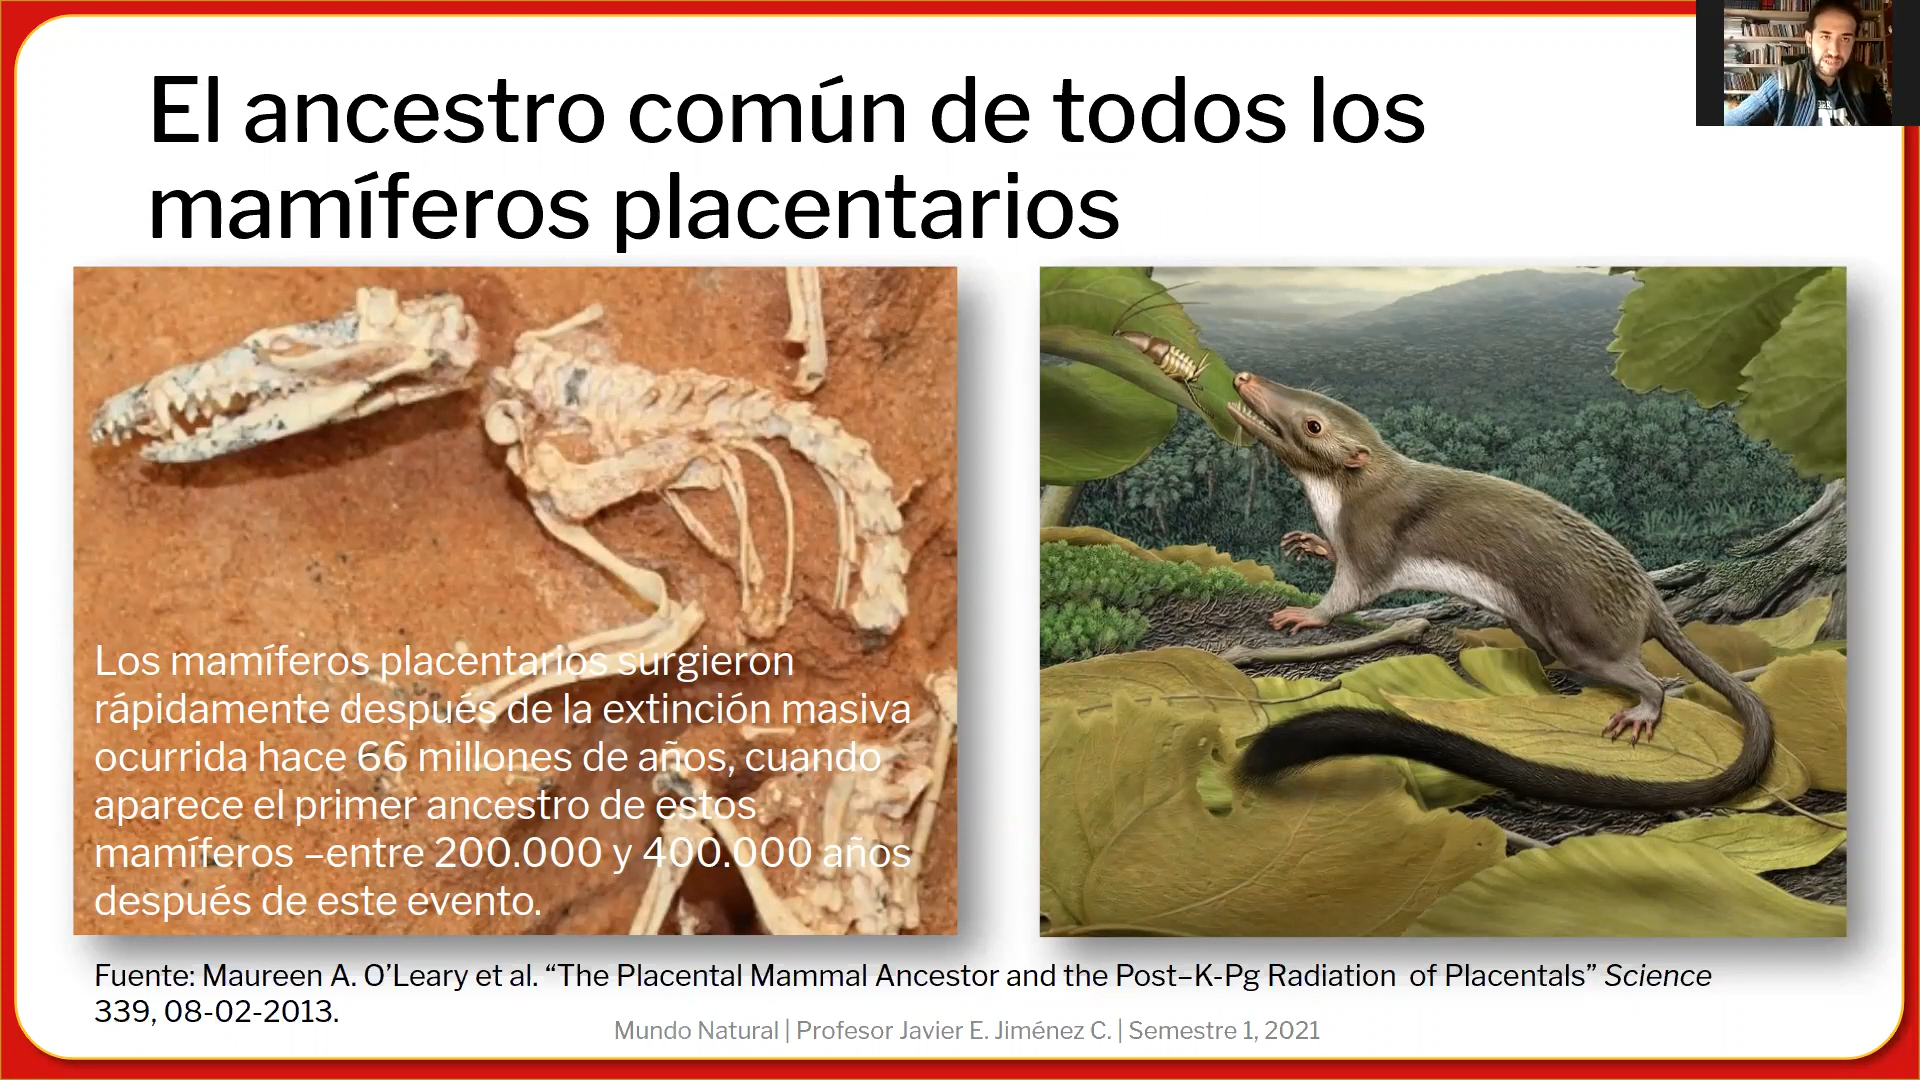 El ancestro común de todos los
mamíferos placentarios
Los mamíferos placentarios surgieron
rápidamente después de la extinción masiva
ocurrida hace 66 millones de años, cuando
aparece el primer ancestro de estos
mamíferos –entre 200.000 y 400.000 años
después de este evento.
Fuente: Maureen A. O’Leary et al. “The Placental Mammal Ancestor and the Post–K-Pg Radiation of Placentals” Science
339, 08-02-2013.
Mundo Natural | Profesor Javier E. Jiménez C. | Semestre 1, 2021